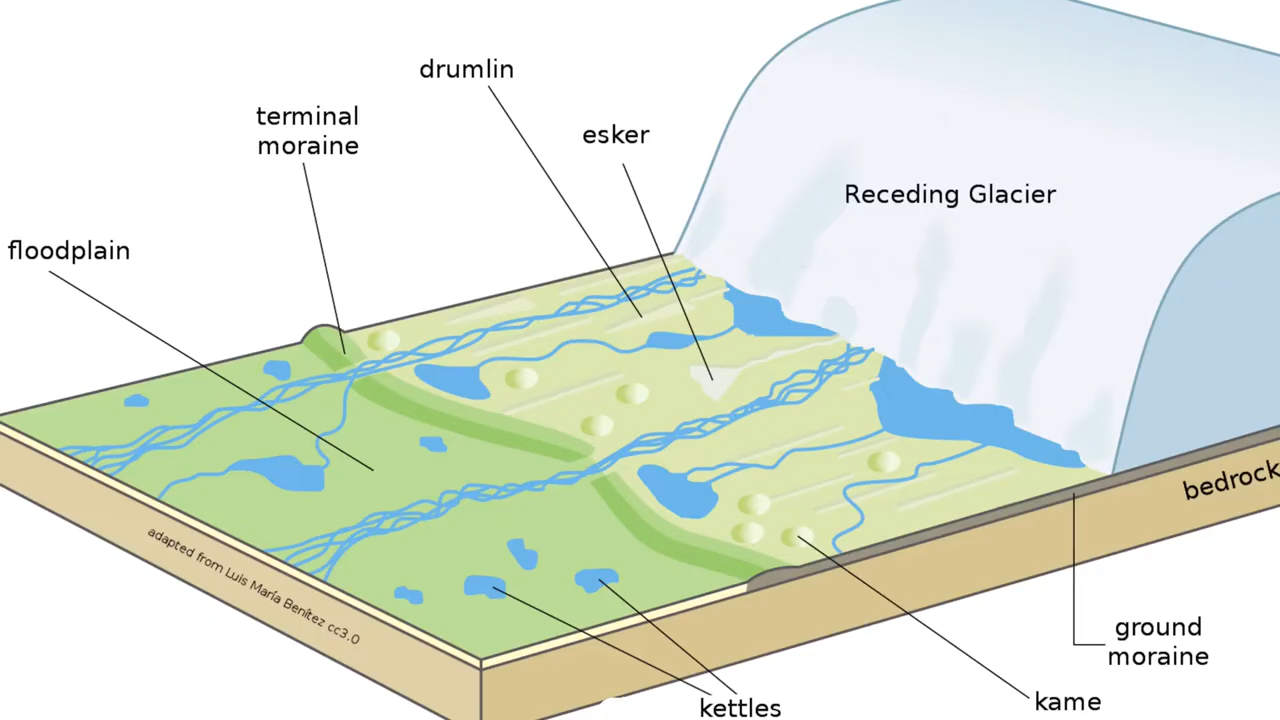 drumlin
terminal
moraine
esker
Receding Glacier
floodplain
bedrock
adapted from Luis María Benítez cc3.0
ground
moraine
kame
kettles